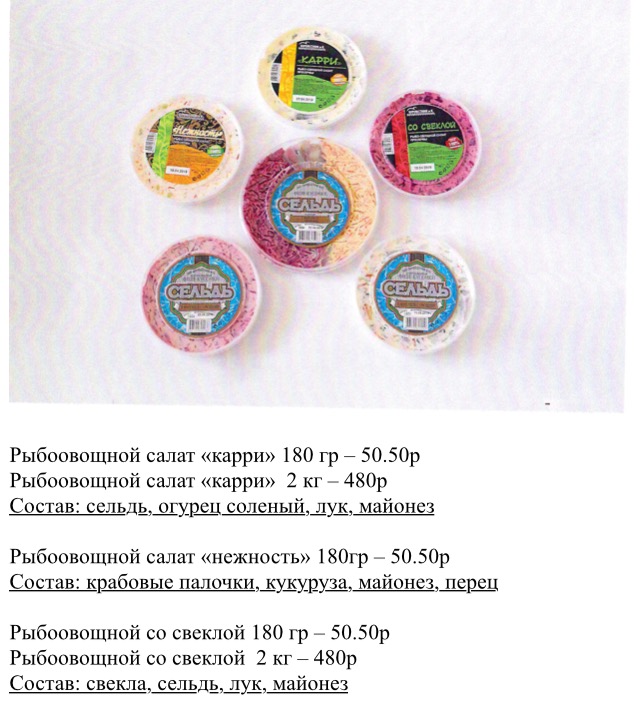 «КАРРИ»
«Нежность»
СО СВЕКЛОЙ
СЕЛЬДЬ
СЕЛЬДЬ
СЕЛЬДЬ
Рыбоовощной салат «карри» 180 гр – 50.50р
Рыбоовощной салат «карри»  2 кг – 480р
Состав: сельдь, огурец соленый, лук, майонез
Рыбоовощной салат «нежность» 180гр – 50.50р
Состав: крабовые палочки, кукуруза, майонез, перец
Рыбоовощной со свеклой 180 гр – 50.50р
Рыбоовощной со свеклой  2 кг – 480р
Состав: свекла, сельдь, лук, майонез